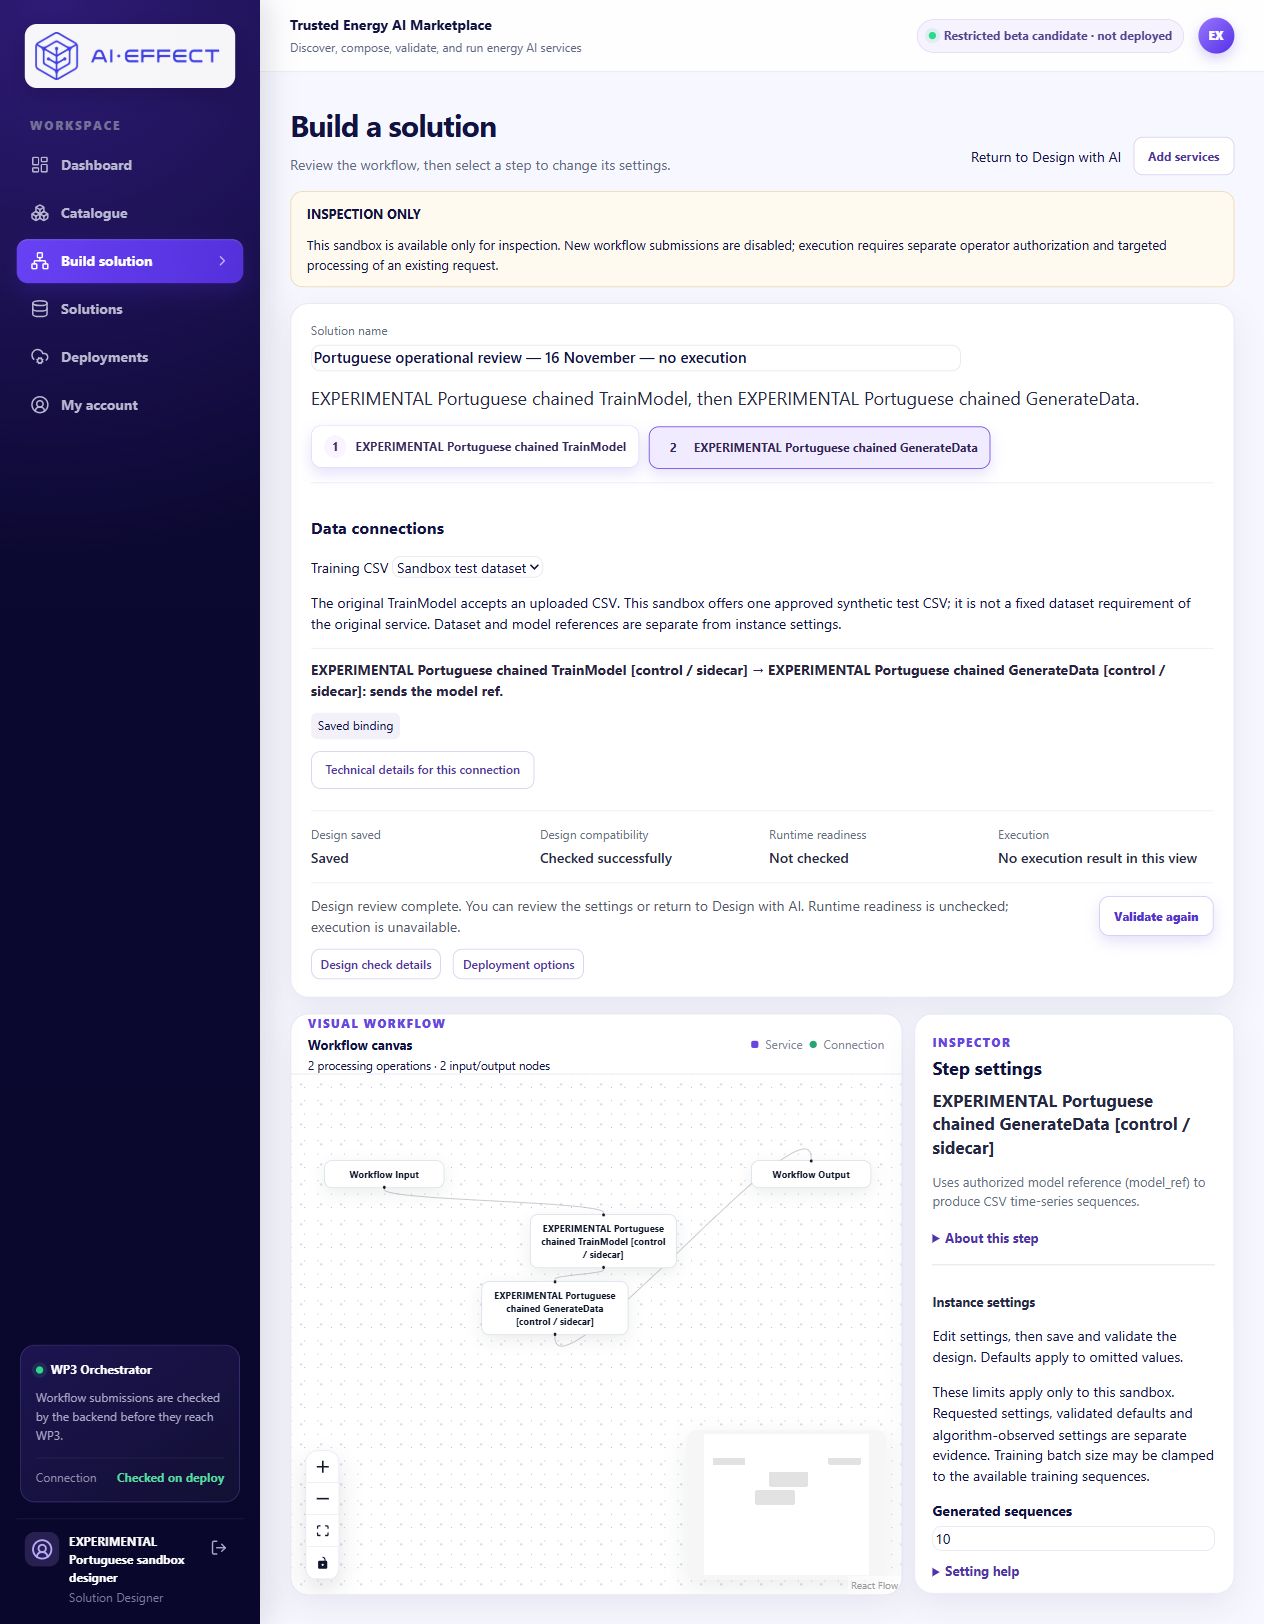 AI·EFFECT
WORKSPACE
Dashboard
Catalogue
Build solution
Solutions
Deployments
My account
WP3 Orchestrator
Workflow submissions are checked
by the backend before they reach
WP3.
Connection Checked on deploy
EXPERIMENTAL
Portuguese sandbox
designer
Solution Designer
Trusted Energy AI Marketplace
Discover, compose, validate, and run energy AI services
Restricted beta candidate · not deployed
EX
Build a solution
Review the workflow, then select a step to change its settings.
Return to Design with AI
Add services
INSPECTION ONLY
This sandbox is available only for inspection. New workflow submissions are disabled; execution requires separate operator authorization and targeted
processing of an existing request.
Solution name
Portuguese operational review — 16 November — no execution
EXPERIMENTAL Portuguese chained TrainModel, then EXPERIMENTAL Portuguese chained GenerateData.
1 EXPERIMENTAL Portuguese chained TrainModel
2 EXPERIMENTAL Portuguese chained GenerateData
Data connections
Training CSV Sandbox test dataset
The original TrainModel accepts an uploaded CSV. This sandbox offers one approved synthetic test CSV; it is not a fixed dataset requirement of
the original service. Dataset and model references are separate from instance settings.
EXPERIMENTAL Portuguese chained TrainModel [control / sidecar] → EXPERIMENTAL Portuguese chained GenerateData [control /
sidecar]: sends the model ref.
Saved binding
Technical details for this connection
Design saved
Saved
Design compatibility
Checked successfully
Runtime readiness
Not checked
Execution
No execution result in this view
Design review complete. You can review the settings or return to Design with AI. Runtime readiness is unchecked;
execution is unavailable.
Validate again
Design check details
Deployment options
VISUAL WORKFLOW
Workflow canvas
2 processing operations · 2 input/output nodes
Service
Connection
Workflow Input
Workflow Output
EXPERIMENTAL Portuguese
chained TrainModel [control
/ sidecar]
EXPERIMENTAL Portuguese
chained GenerateData
[control / sidecar]
React Flow
INSPECTOR
Step settings
EXPERIMENTAL Portuguese
chained GenerateData [control /
sidecar]
Uses authorized model reference (model_ref) to
produce CSV time-series sequences.
About this step
Instance settings
Edit settings, then save and validate the
design. Defaults apply to omitted values.
These limits apply only to this sandbox.
Requested settings, validated defaults and
algorithm-observed settings are separate
evidence. Training batch size may be clamped
to the available training sequences.
Generated sequences
10
Setting help